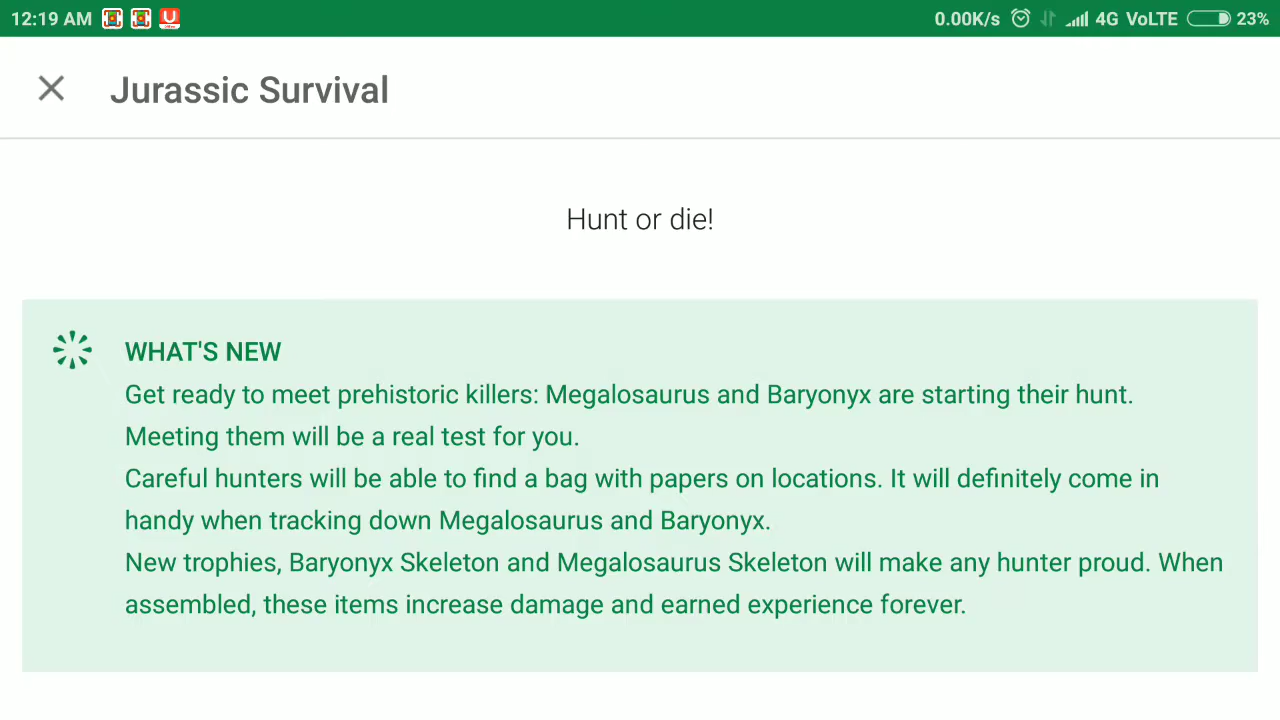 12:19 AM 0.00K/s 4G VoLTE 23%
Jurassic Survival
Hunt or die!
WHAT'S NEW
Get ready to meet prehistoric killers: Megalosaurus and Baryonyx are starting their hunt.
Meeting them will be a real test for you.
Careful hunters will be able to find a bag with papers on locations. It will definitely come in
handy when tracking down Megalosaurus and Baryonyx.
New trophies, Baryonyx Skeleton and Megalosaurus Skeleton will make any hunter proud. When
assembled, these items increase damage and earned experience forever.